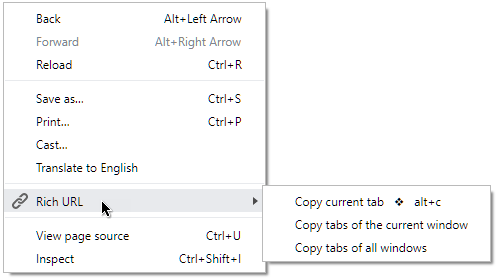 Back Alt+Left Arrow
Forward Alt+Right Arrow
Reload Ctrl+R
Save as... Ctrl+S
Print... Ctrl+P
Cast...
Translate to English
Rich URL
Copy current tab ❖ alt+c
Copy tabs of the current window
Copy tabs of all windows
View page source Ctrl+U
Inspect Ctrl+Shift+I